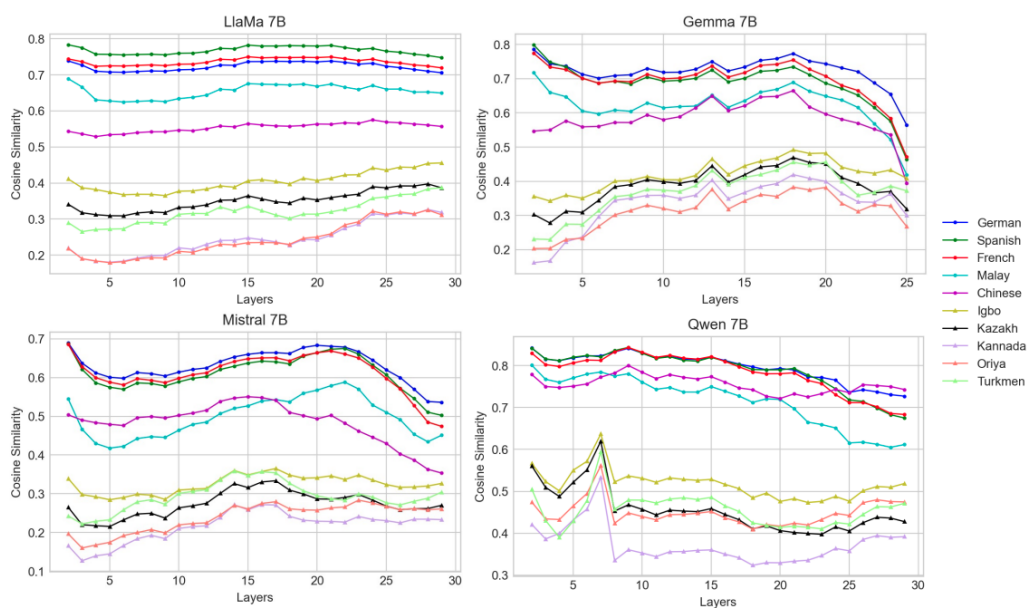 LlaMa 7B
0.8
0.7
0.6
0.5
0.4
0.3
0.2
Cosine Similarity
5
10
15
20
25
30
Layers
Gemma 7B
0.8
0.7
0.6
0.5
0.4
0.3
0.2
Cosine Similarity
5
10
15
20
25
Layers
German
Spanish
French
Malay
Chinese
Igbo
Kazakh
Kannada
Oriya
Turkmen
Mistral 7B
0.7
0.6
0.5
0.4
0.3
0.2
0.1
Cosine Similarity
5
10
15
20
25
30
Layers
Qwen 7B
0.8
0.7
0.6
0.5
0.4
0.3
Cosine Similarity
5
10
15
20
25
30
Layers